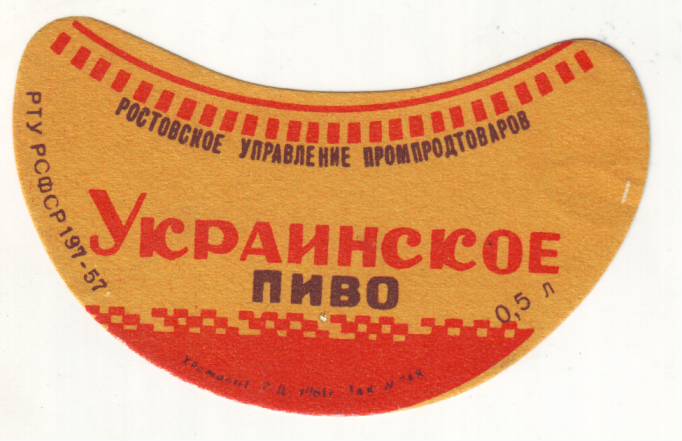 РОСТОВСКОЕ УПРАВЛЕНИЕ ПРОМПРОДТОВАРОВ
РТУ РСФСР 197-57
УКРАИНСКОЕ
ПИВО
0,5 л